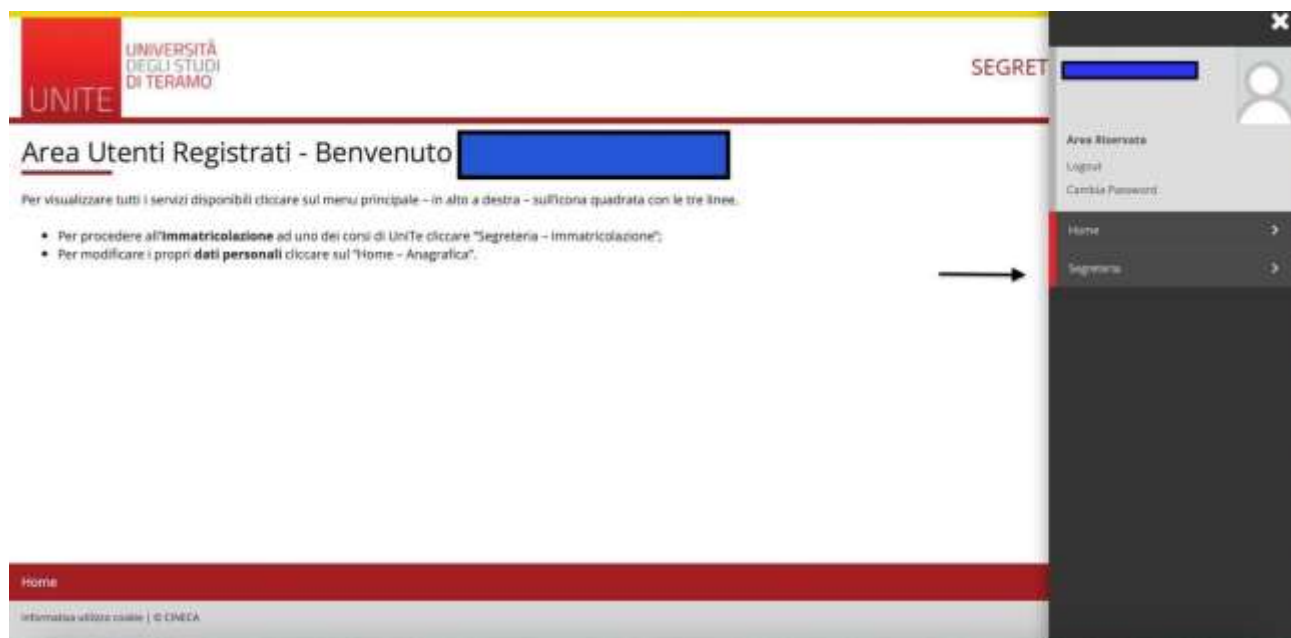 UNIVERSITÀ
DEGLI STUDI
DI TERAMO
UNITE
SEGRET
Area Utenti Registrati - Benvenuto
Per visualizzare tutti i servizi disponibili cliccare sul menu principale – in alto a destra – sull'icona quadrata con le tre linee.
• Per procedere all'Immatricolazione ad uno dei corsi di UniTe cliccare "Segreteria – Immatricolazione";
• Per modificare i propri dati personali cliccare sul "Home – Anagrafica".
Area Riservata
Logout
Cambia Password
Home
Segreteria
Home
Informativa utilizzo cookie | © CINECA